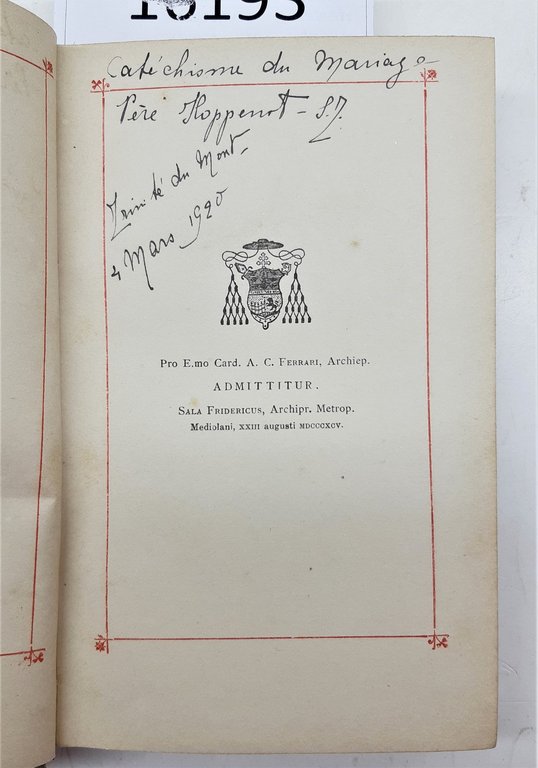 16193
Catéchisme du Mariage
Père Hoppenot - S.J.
Trinité du Mont -
4 Mars 1920
Pro E.mo Card. A. C. FERRARI, Archiep.
ADMITTITUR.
SALA FRIDERICUS, Archipr. Metrop.
Mediolani, XXIII augusti MDCCCXCV.